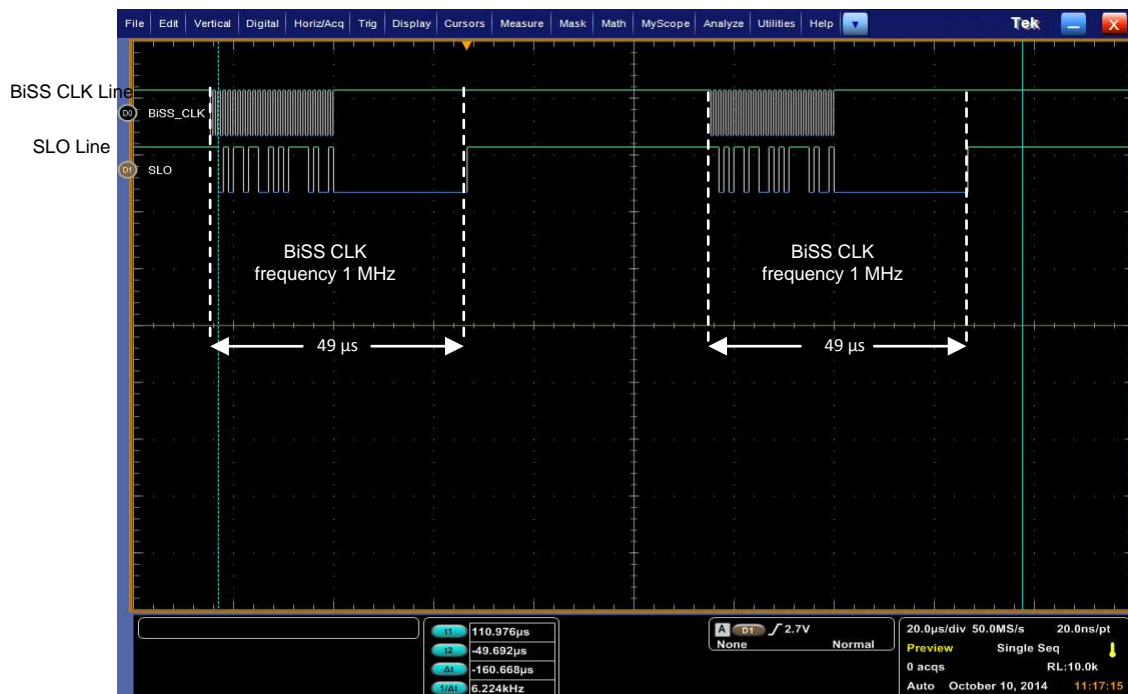 File Edit Vertical Digital Horiz/Acq Trig Display Cursors Measure Mask Math MyScope Analyze Utilities Help Tek X
BiSS CLK Line
D0 BiSS_CLK
SLO Line
D1 SLO
BiSS CLK
frequency 1 MHz
BiSS CLK
frequency 1 MHz
49 µs
49 µs
t1 110.976µs
t2 -49.692µs
Δt -160.668µs
1/Δt 6.224kHz
A D1 2.7V
None Normal
20.0µs/div 50.0MS/s 20.0ns/pt
Preview Single Seq
0 acqs RL:10.0k
Auto October 10, 2014 11:17:15